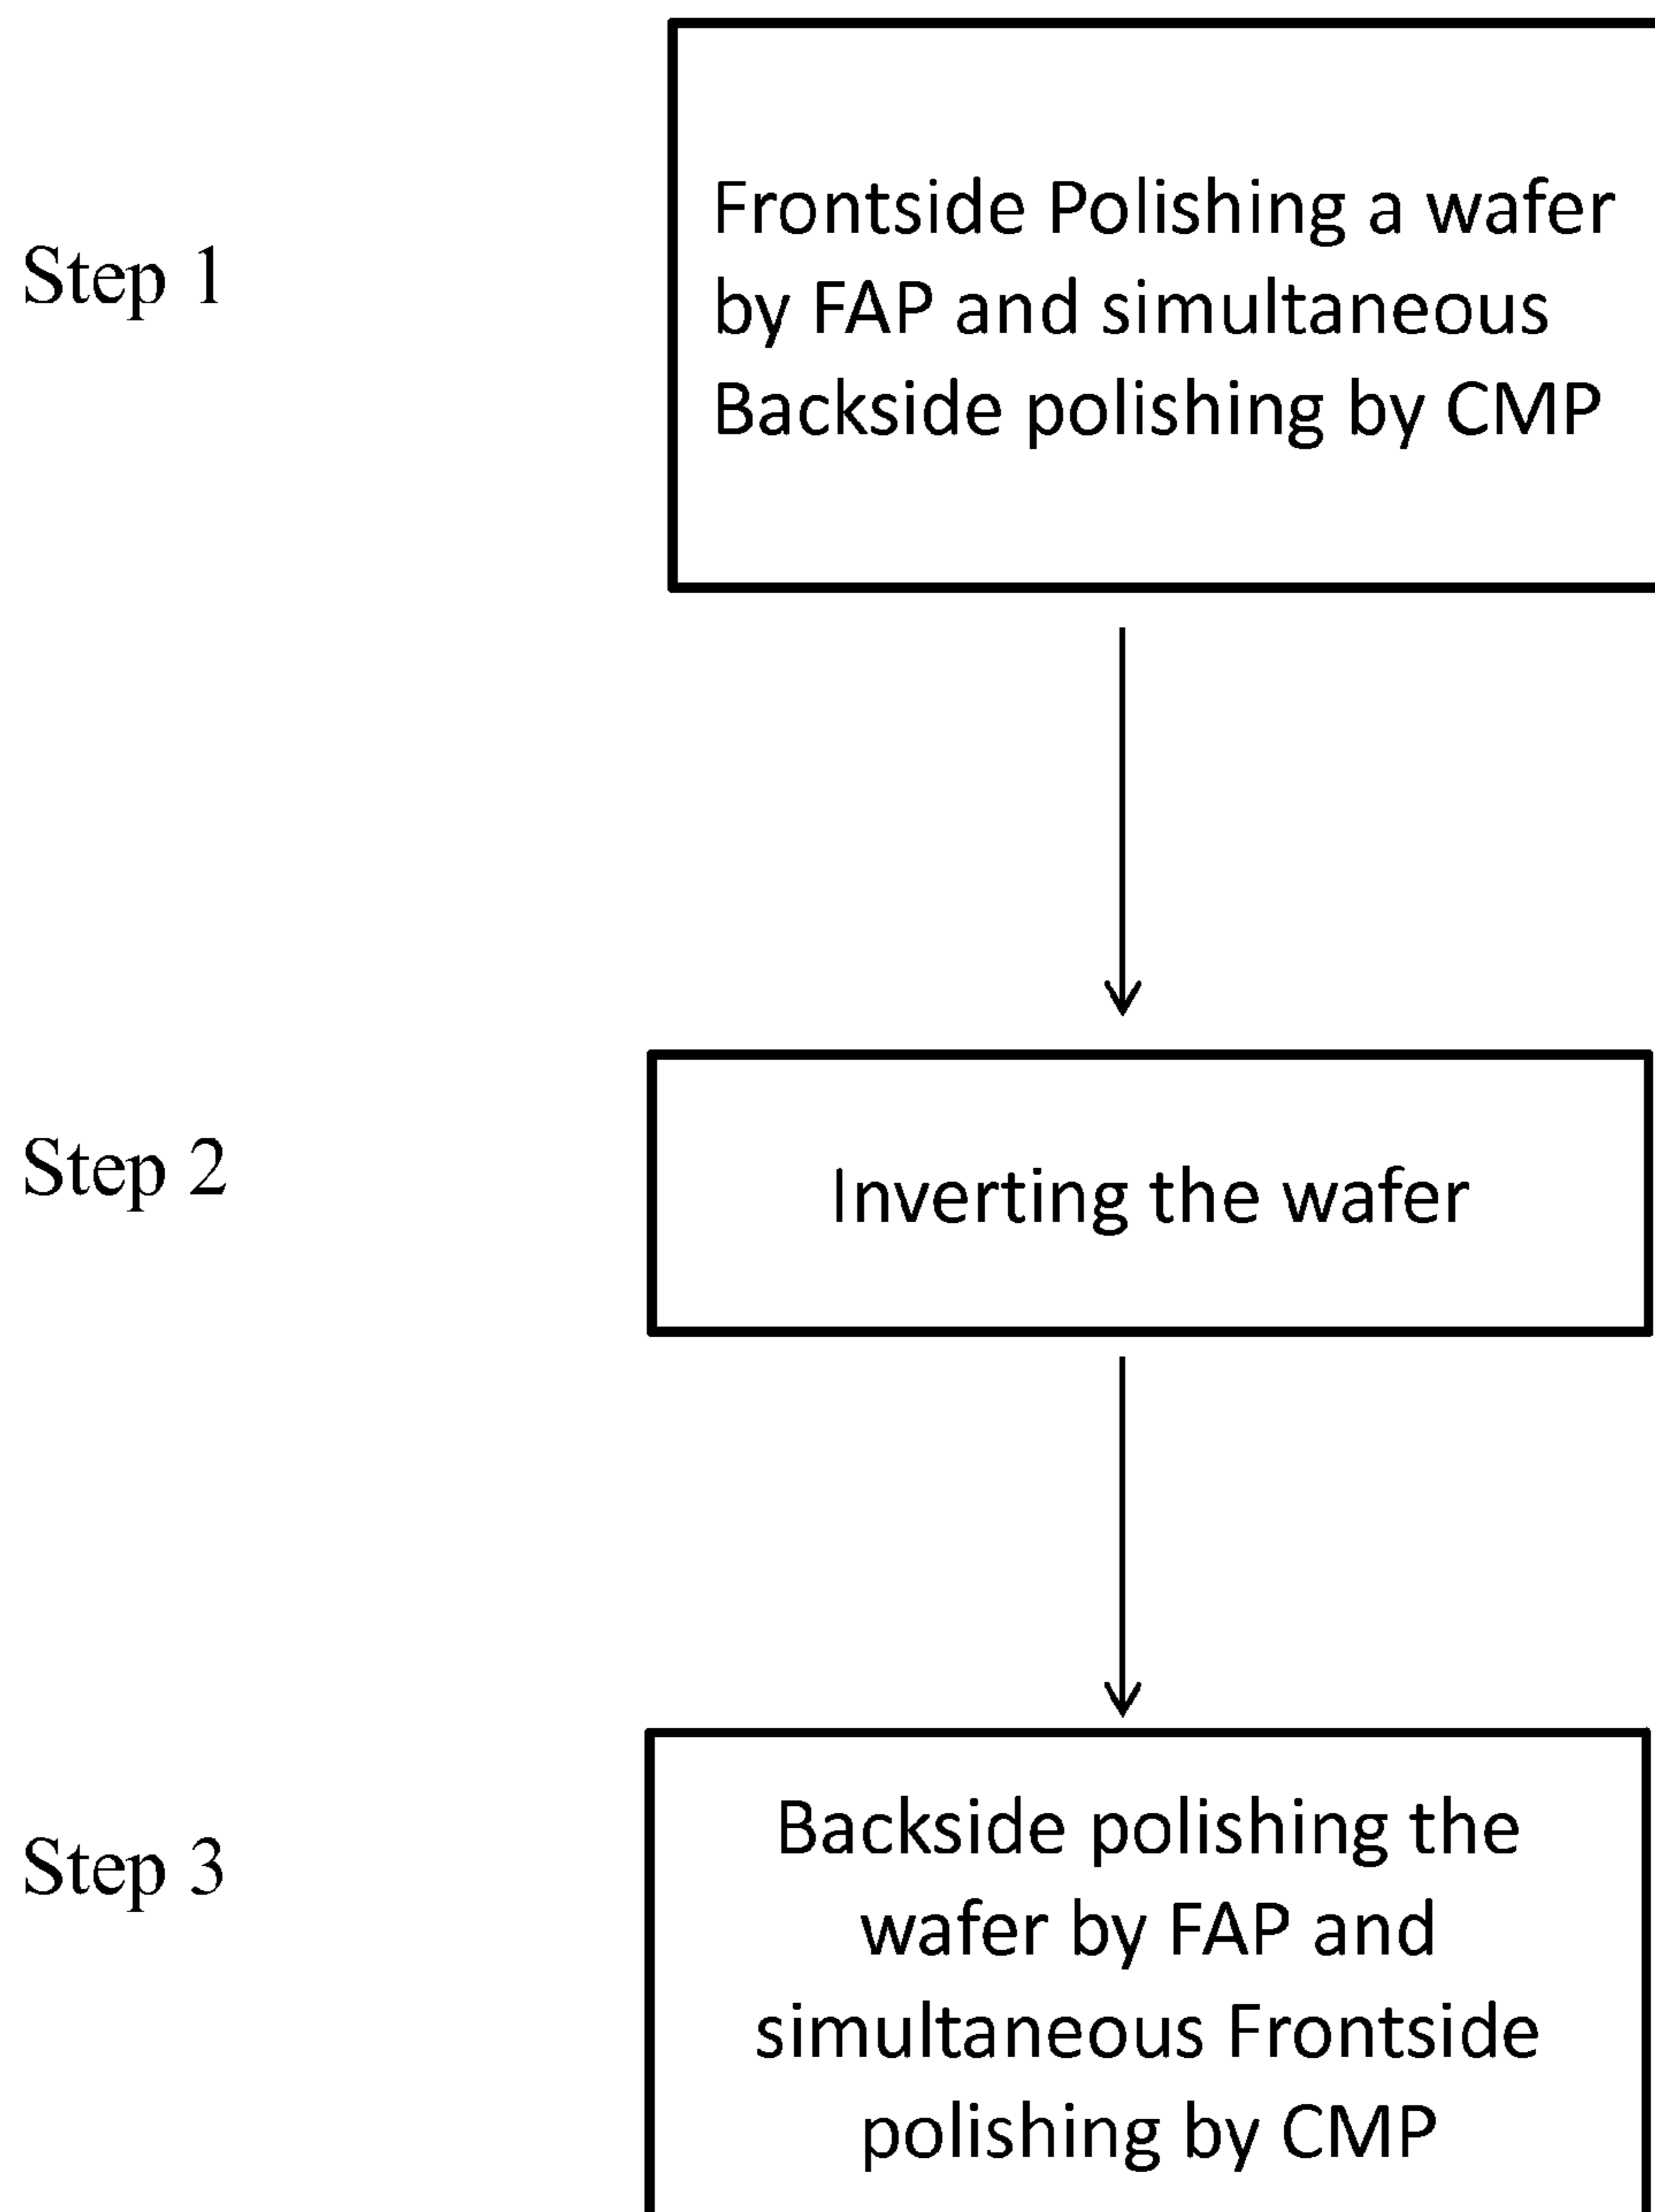 Step 1
Frontside Polishing a wafer
by FAP and simultaneous
Backside polishing by CMP
Step 2
Inverting the wafer
Step 3
Backside polishing the
wafer by FAP and
simultaneous Frontside
polishing by CMP